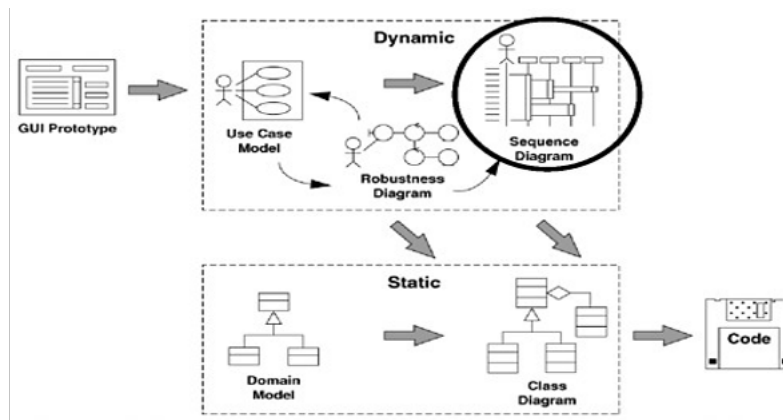 Dynamic
GUI Prototype
Use Case
Model
Robustness
Diagram
Sequence
Diagram
Static
Domain
Model
Class
Diagram
Code